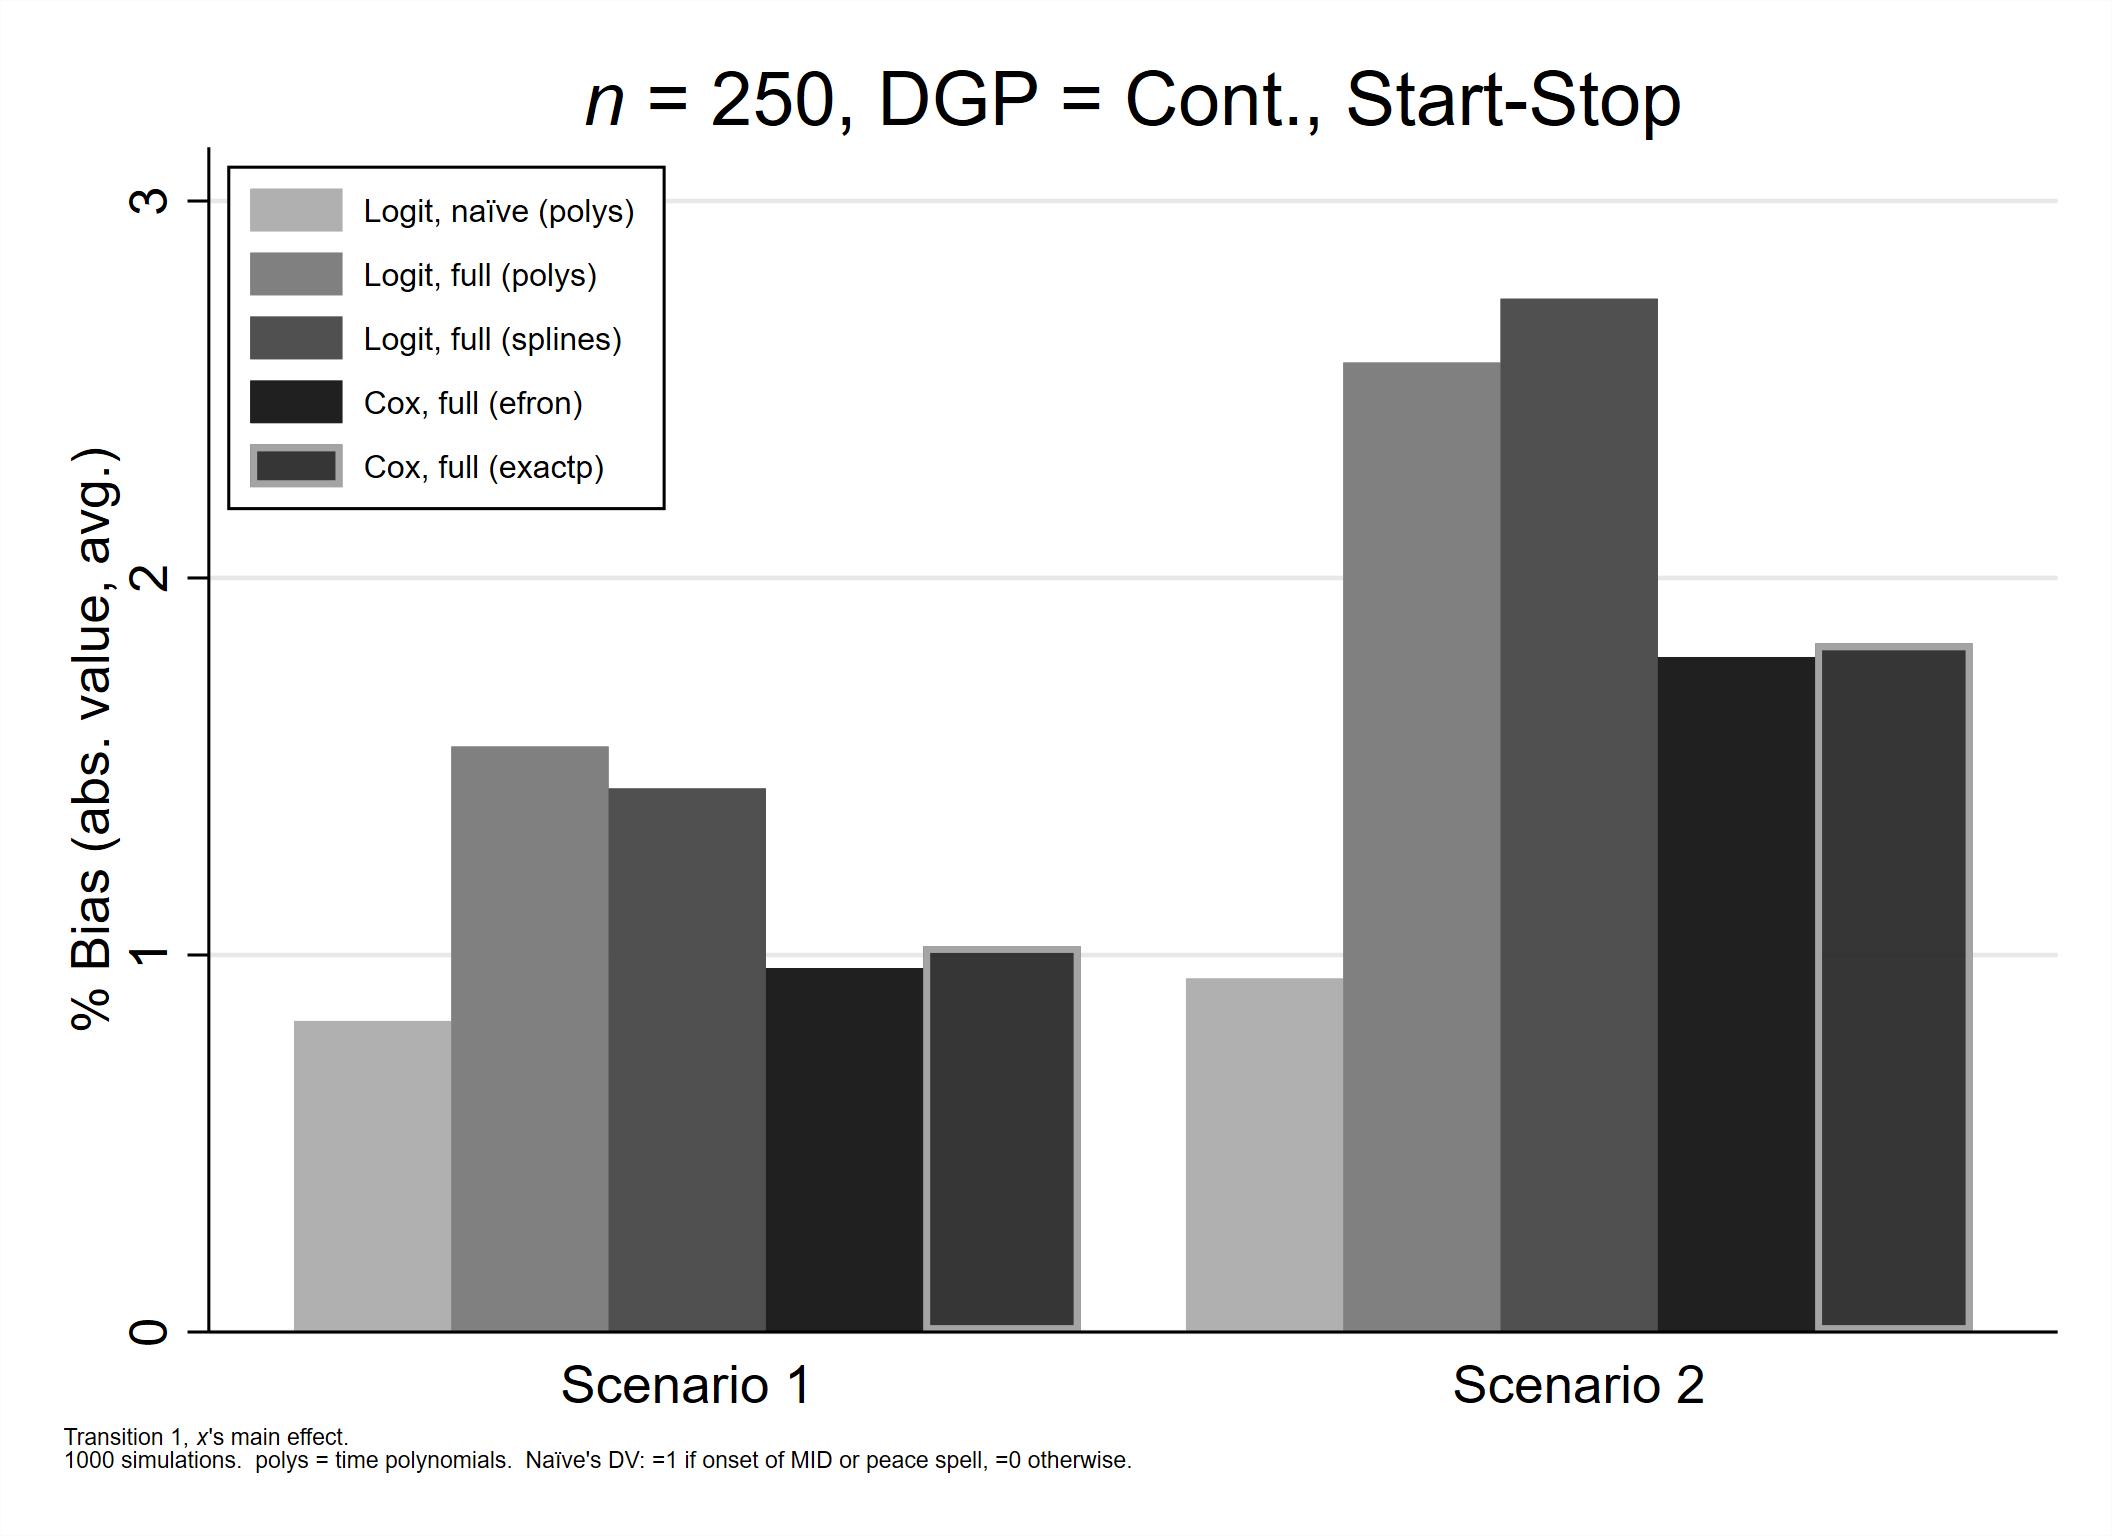 n = 250, DGP = Cont., Start-Stop
% Bias (abs. value, avg.)
3
2
1
0
Logit, naïve (polys)
Logit, full (polys)
Logit, full (splines)
Cox, full (efron)
Cox, full (exactp)
Scenario 1
Scenario 2
Transition 1, x's main effect.
1000 simulations.  polys = time polynomials.  Naïve's DV: =1 if onset of MID or peace spell, =0 otherwise.